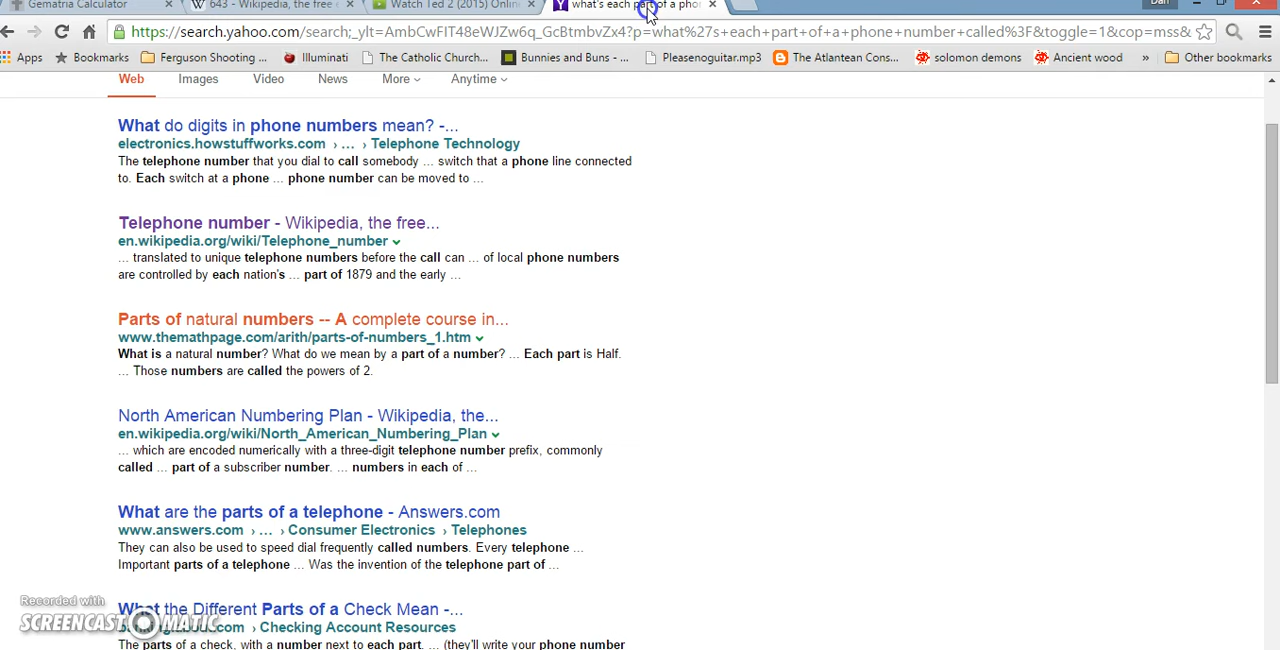 Gematria Calculator
643 - Wikipedia, the free e
Watch Ted 2 (2015) Onlin
what's each part of a pho
Dan
https://search.yahoo.com/search;_ylt=AmbCwFIT48eWJZw6q_GcBtmbvZx4?p=what%27s+each+part+of+a+phone+number+called%3F&toggle=1&cop=mss&
Apps
Bookmarks
Ferguson Shooting ...
Illuminati
The Catholic Church...
Bunnies and Buns - ...
Pleasenoguitar.mp3
The Atlantean Cons...
solomon demons
Ancient wood
»
Other bookmarks
Web
Images
Video
News
More
Anytime
What do digits in phone numbers mean? -...
electronics.howstuffworks.com › ... › Telephone Technology
The telephone number that you dial to call somebody ... switch that a phone line connected
to. Each switch at a phone ... phone number can be moved to ...
Telephone number - Wikipedia, the free...
en.wikipedia.org/wiki/Telephone_number
... translated to unique telephone numbers before the call can ... of local phone numbers
are controlled by each nation's ... part of 1879 and the early ...
Parts of natural numbers -- A complete course in...
www.themathpage.com/arith/parts-of-numbers_1.htm
What is a natural number? What do we mean by a part of a number? ... Each part is Half.
... Those numbers are called the powers of 2.
North American Numbering Plan - Wikipedia, the...
en.wikipedia.org/wiki/North_American_Numbering_Plan
... which are encoded numerically with a three-digit telephone number prefix, commonly
called ... part of a subscriber number. ... numbers in each of ...
What are the parts of a telephone - Answers.com
www.answers.com › ... › Consumer Electronics › Telephones
They can also be used to speed dial frequently called numbers. Every telephone ...
Important parts of a telephone ... Was the invention of the telephone part of ...
What the Different Parts of a Check Mean -...
.com › Checking Account Resources
The parts of a check, with a number next to each part. ... (they'll write your phone number
Recorded with
SCREENCAST MATIC